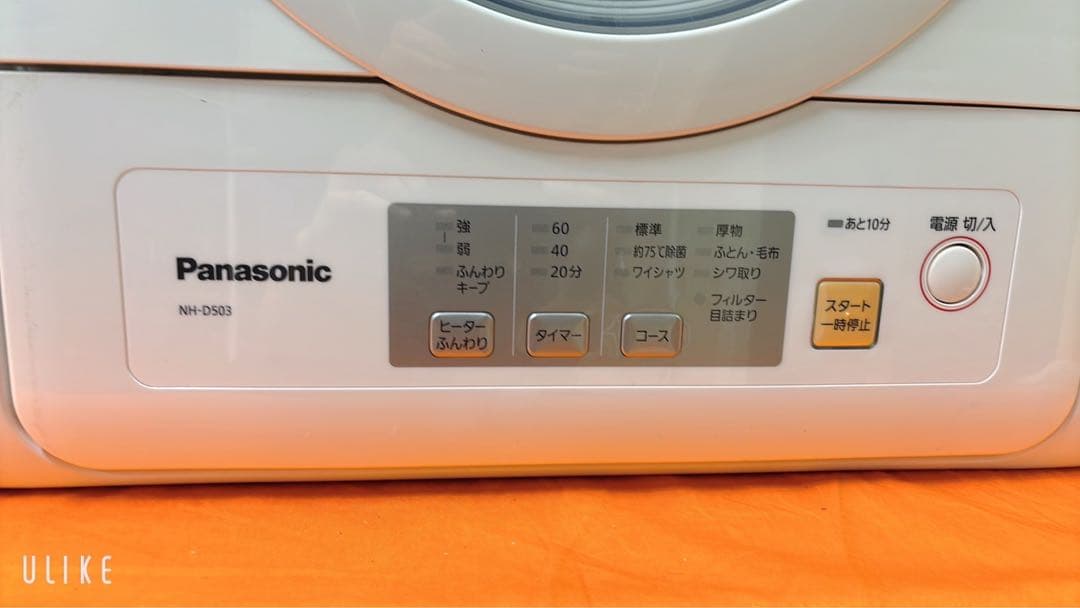 Panasonic
NH-D503
強
弱
ふんわり
キープ
ヒーター
ふんわり
60
40
20分
タイマー
標準
約75℃除菌
ワイシャツ
コース
厚物
ふとん・毛布
シワ取り
フィルター
目詰まり
あと10分
スタート
一時停止
電源 切/入
ULIKE